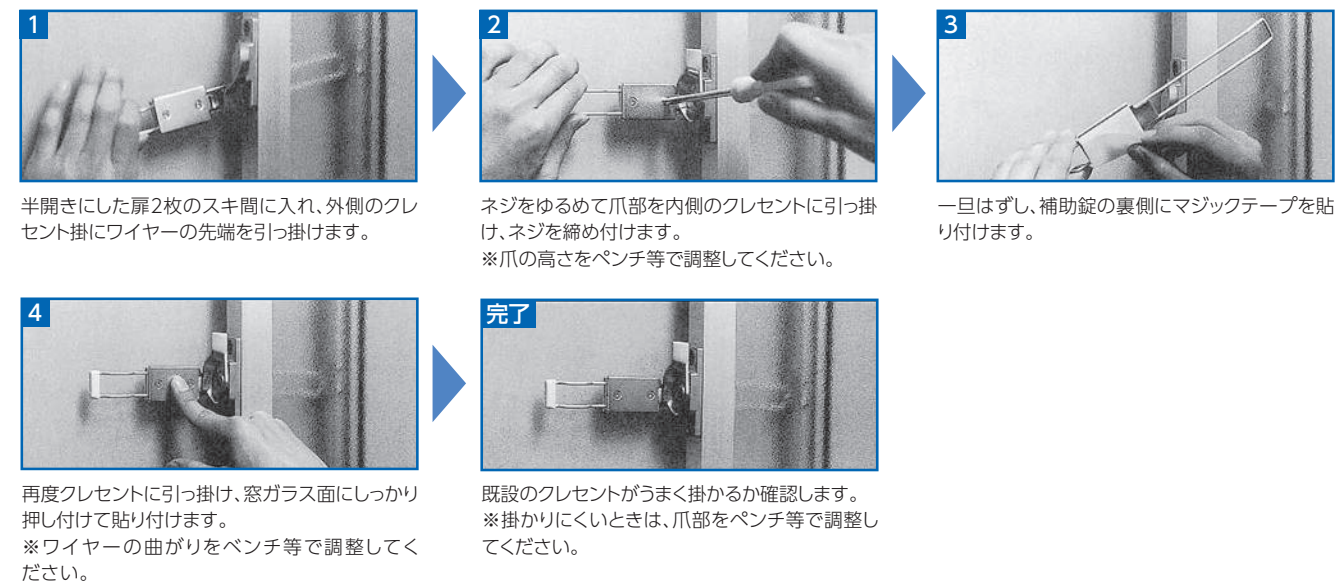 1
半開きにした扉2枚のスキ間に入れ、外側のクレ
セント掛にワイヤーの先端を引っ掛けます。
2
ネジをゆるめて爪部を内側のクレセントに引っ掛
け、ネジを締め付けます。
※爪の高さをペンチ等で調整してください。
3
一旦はずし、補助錠の裏側にマジックテープを貼
り付けます。
4
再度クレセントに引っ掛け、窓ガラス面にしっかり
押し付けて貼り付けます。
※ワイヤーの曲がりをペンチ等で調整してく
ださい。
完了
既設のクレセントがうまく掛かるか確認します。
※掛かりにくいときは、爪部をペンチ等で調整し
てください。